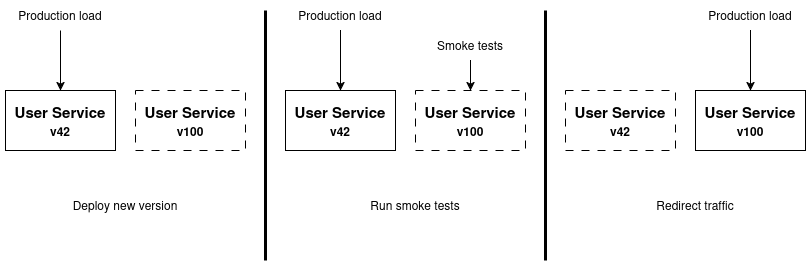 Production load
User Service
v42
User Service
v100
Deploy new version
Production load
Smoke tests
User Service
v42
User Service
v100
Run smoke tests
Production load
User Service
v42
User Service
v100
Redirect traffic